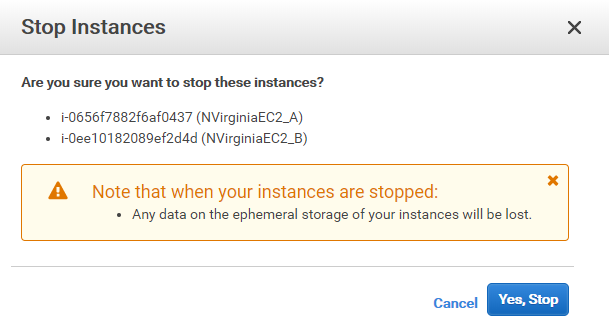 Stop Instances
Are you sure you want to stop these instances?
i-0656f7882f6af0437 (NVirginiaEC2_A)
i-0ee10182089ef2d4d (NVirginiaEC2_B)
Note that when your instances are stopped:
Any data on the ephemeral storage of your instances will be lost.
Cancel Yes, Stop